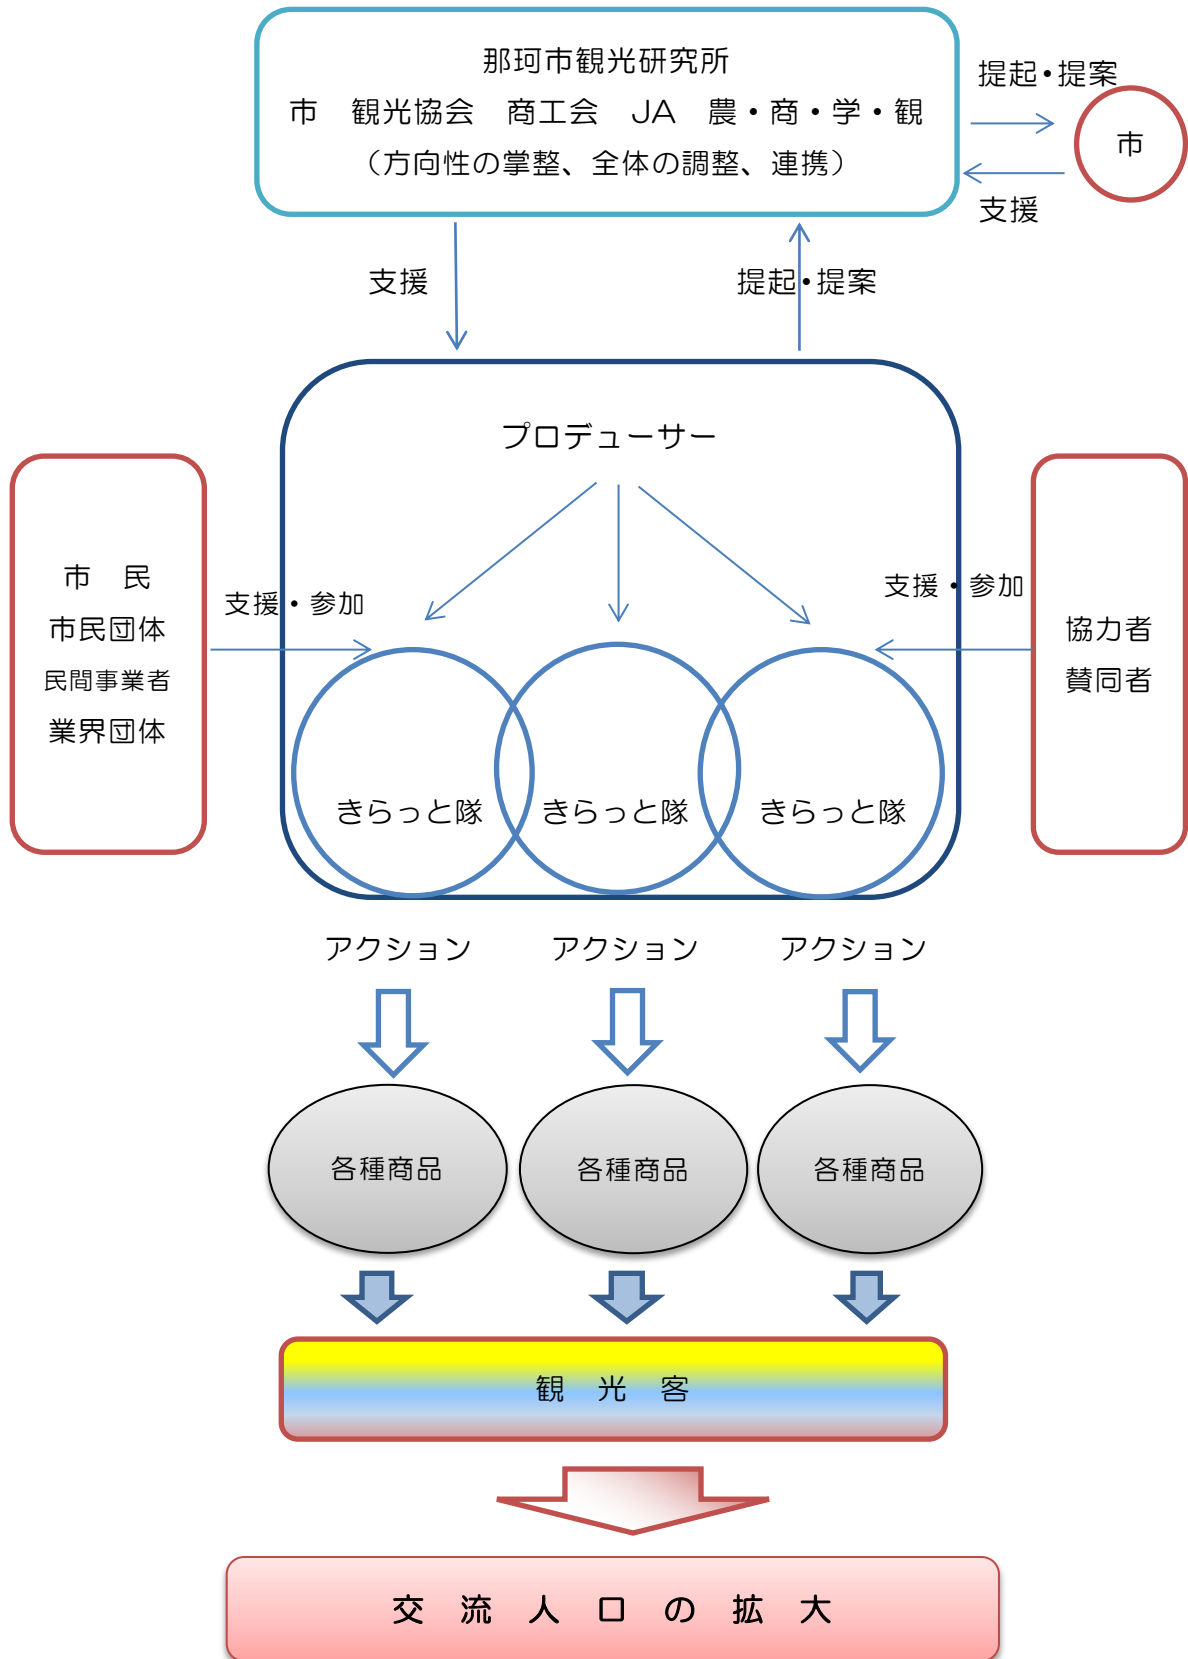 那珂市観光研究所
市　観光協会　商工会　JA　農・商・学・観
（方向性の掌整、全体の調整、連携）
提起・提案
市
支援
支援
提起・提案
プロデューサー
市　民
市民団体
民間事業者
業界団体
支援・参加
支援・参加
協力者
賛同者
きらっと隊
きらっと隊
きらっと隊
アクション
アクション
アクション
各種商品
各種商品
各種商品
観　光　客
交　流　人　口　の　拡　大